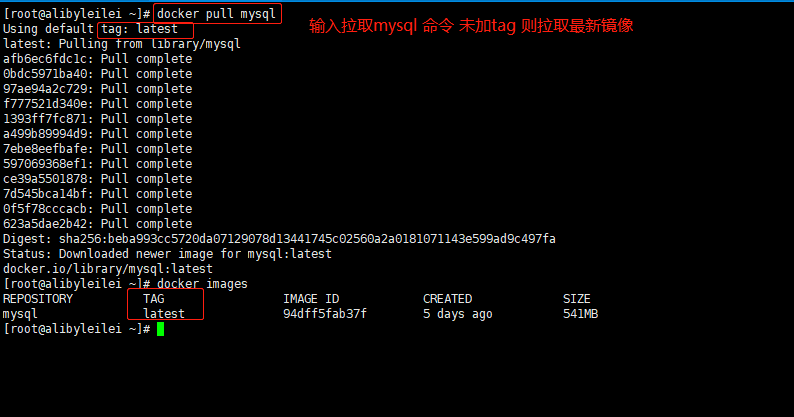 [root@alibyleilei ~]# docker pull mysql
输入拉取mysql 命令 未加tag 则拉取最新镜像
Using default tag: latest
latest: Pulling from library/mysql
afb6ec6fdc1c: Pull complete
0bdc5971ba40: Pull complete
97ae94a2c729: Pull complete
f777521d340e: Pull complete
1393ff7fc871: Pull complete
a499b89994d9: Pull complete
7ebe8eefbafe: Pull complete
597069368ef1: Pull complete
ce39a5501878: Pull complete
7d545bca14bf: Pull complete
0f5f78cccacb: Pull complete
623a5dae2b42: Pull complete
Digest: sha256:beba993cc5720da07129078d13441745c02560a2a0181071143e599ad9c497fa
Status: Downloaded newer image for mysql:latest
docker.io/library/mysql:latest
[root@alibyleilei ~]# docker images
REPOSITORY TAG IMAGE ID CREATED SIZE
mysql latest 94dff5fab37f 5 days ago 541MB
[root@alibyleilei ~]#